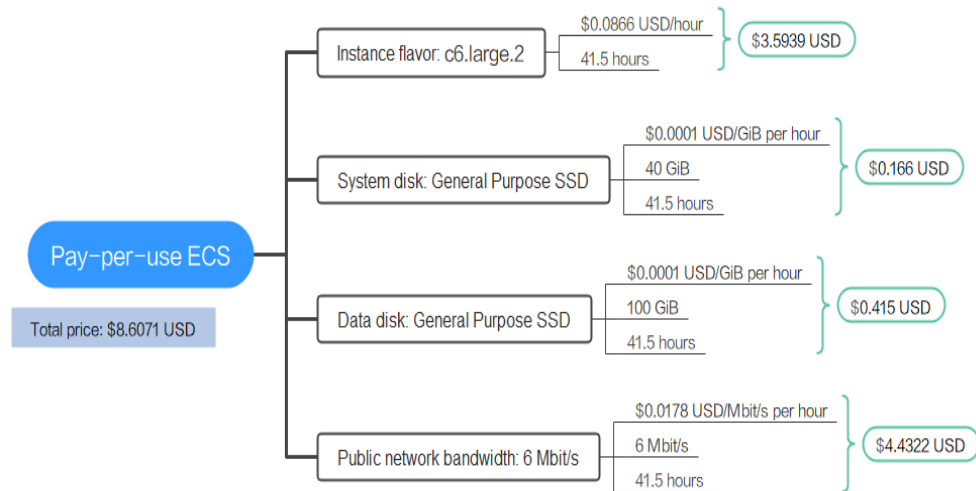 Pay-per-use ECS
Total price: $8.6071 USD
Instance flavor: c6.large.2
$0.0866 USD/hour
41.5 hours
$3.5939 USD
System disk: General Purpose SSD
$0.0001 USD/GiB per hour
40 GiB
41.5 hours
$0.166 USD
Data disk: General Purpose SSD
$0.0001 USD/GiB per hour
100 GiB
41.5 hours
$0.415 USD
Public network bandwidth: 6 Mbit/s
$0.0178 USD/Mbit/s per hour
6 Mbit/s
41.5 hours
$4.4322 USD